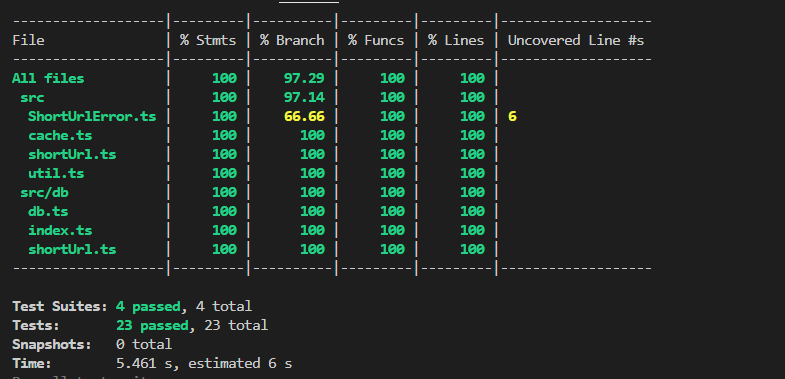 -------------------|---------|----------|---------|---------|-------------------
File               | % Stmts | % Branch | % Funcs | % Lines | Uncovered Line #s
-------------------|---------|----------|---------|---------|-------------------
All files          |     100 |    97.29 |     100 |     100 |
 src               |     100 |    97.14 |     100 |     100 |
  ShortUrlError.ts |     100 |    66.66 |     100 |     100 | 6
  cache.ts         |     100 |      100 |     100 |     100 |
  shortUrl.ts      |     100 |      100 |     100 |     100 |
  util.ts          |     100 |      100 |     100 |     100 |
 src/db            |     100 |      100 |     100 |     100 |
  db.ts            |     100 |      100 |     100 |     100 |
  index.ts         |     100 |      100 |     100 |     100 |
  shortUrl.ts      |     100 |      100 |     100 |     100 |
-------------------|---------|----------|---------|---------|-------------------
Test Suites: 4 passed, 4 total
Tests:       23 passed, 23 total
Snapshots:   0 total
Time:        5.461 s, estimated 6 s